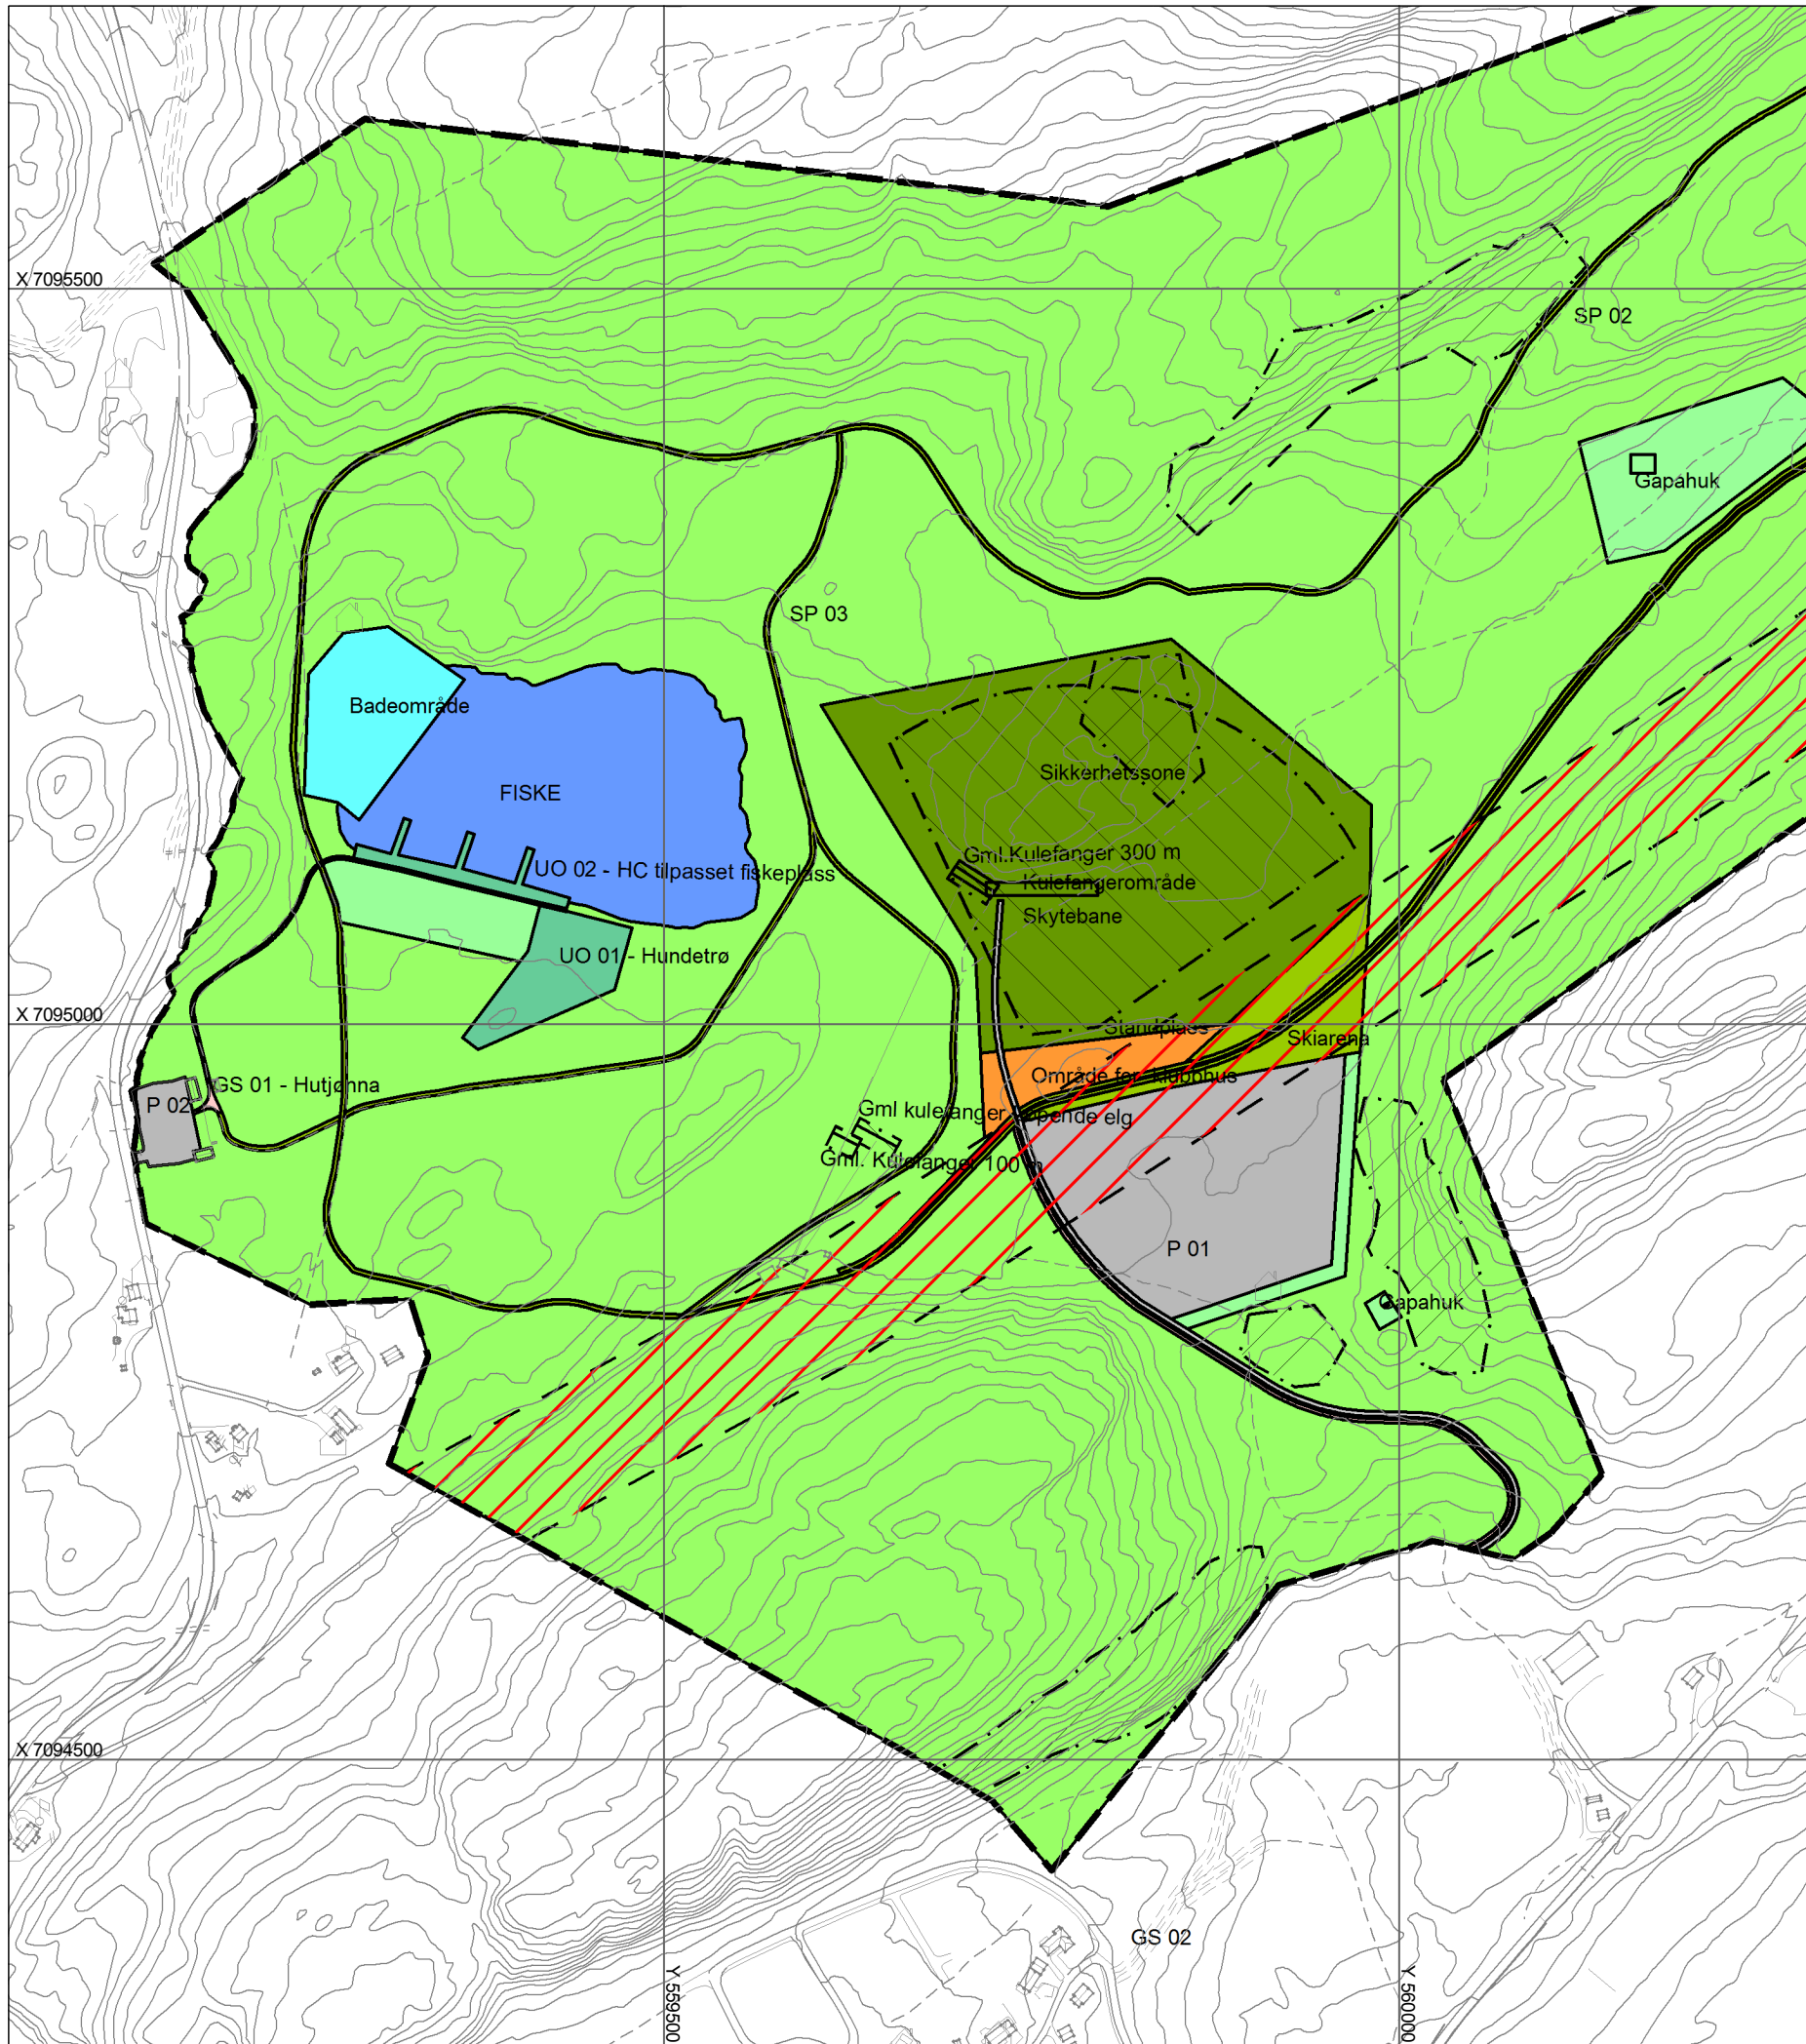 X 7095500
SP 02
Gapahuk
SP 03
Badeområde
Sikkerhetssone
FISKE
Gml.Kulefanger 300 m
UO 02 - HC tilpasset fiskeplass
Kulefangerområde
Skytebane
UO 01 - Hundetrø
X 7095000
Standplass
Skiarena
Område for klubbhus
GS 01 - Hutjønna
P 02
Gml kulefanger løpende elg
Gml. Kulefanger 100 m
P 01
Gapahuk
X 7094500
GS 02
Y 559500
Y 560000